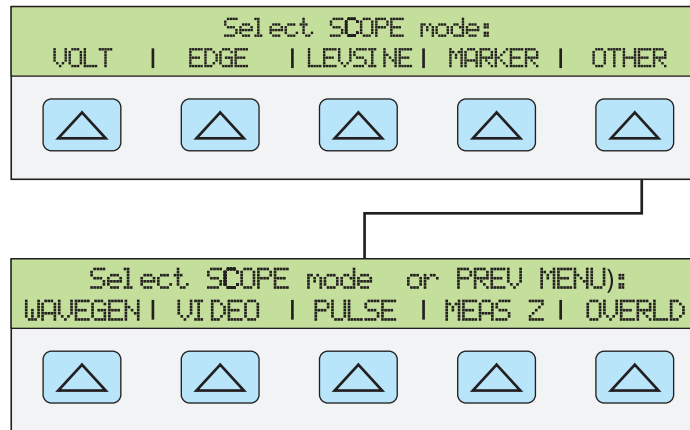 Select SCOPE mode:
VOLT | EDGE | LEVSINE | MARKER | OTHER
Select SCOPE mode or PREV MENU):
WAVEGEN | VIDEO | PULSE | MEAS Z | OVERLD